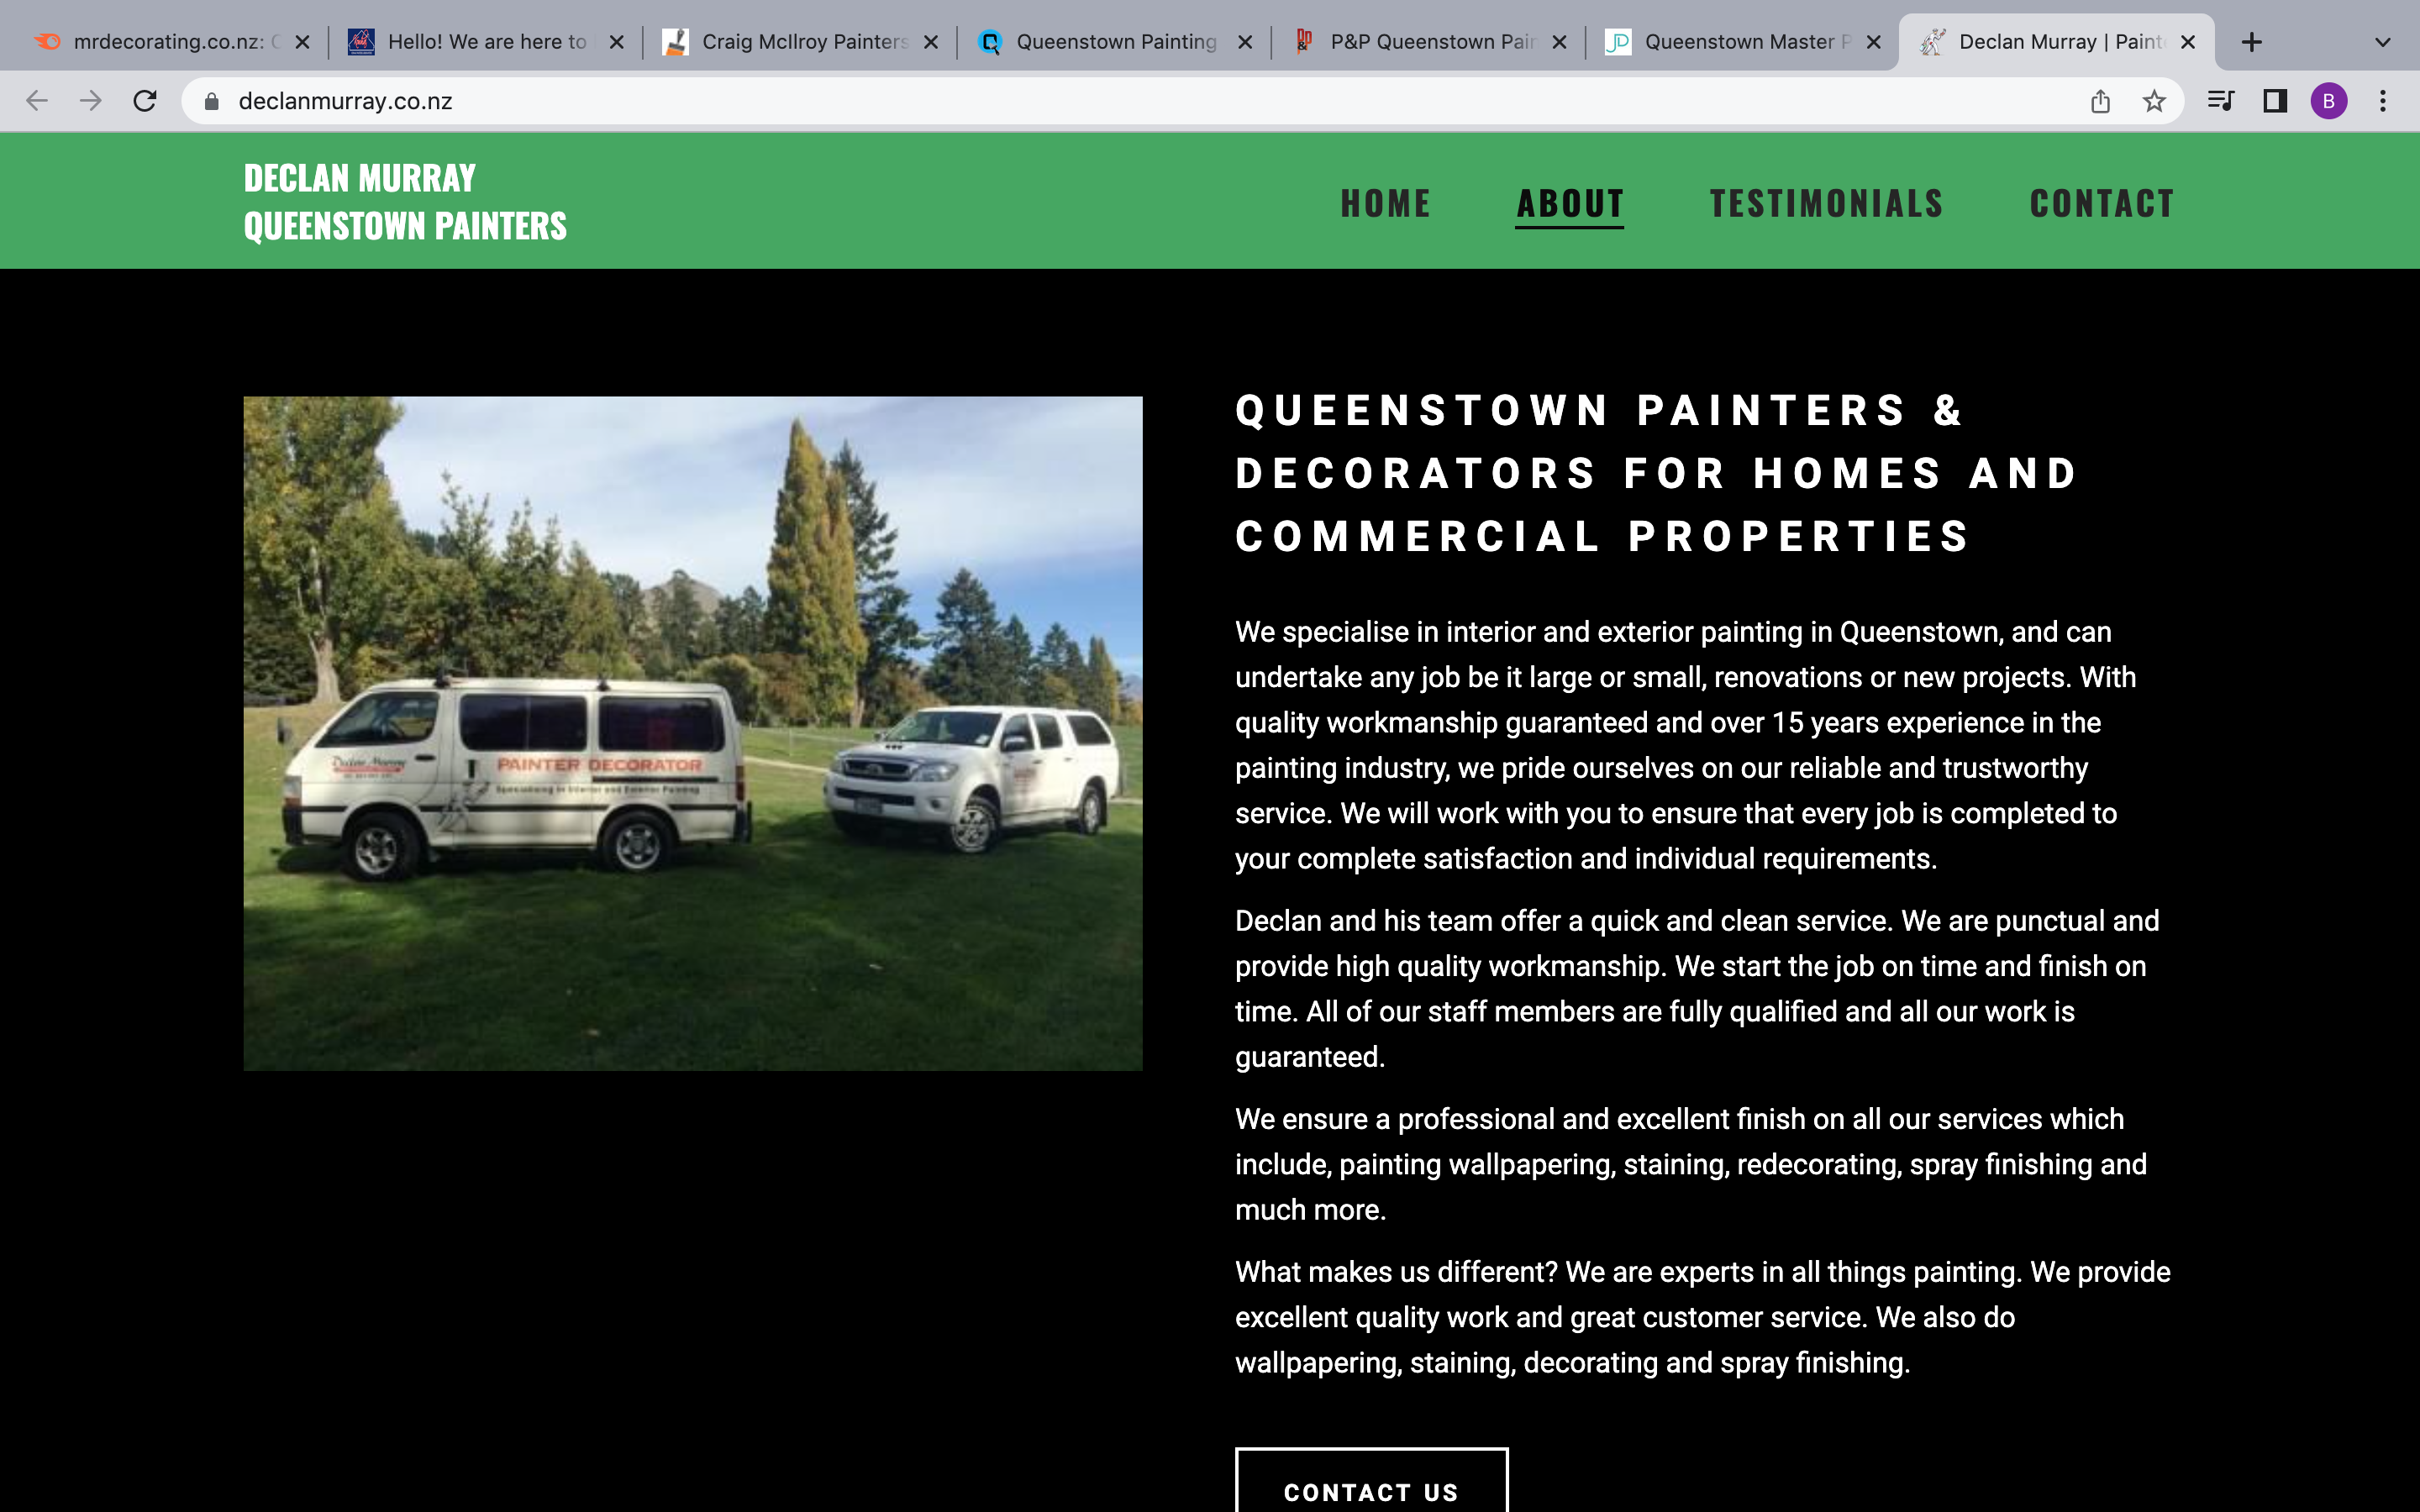 mrdecorating.co.nz:
Hello! We are here to
Craig McIlroy Painters
Queenstown Painting
P&P Queenstown Pain
Queenstown Master P
Declan Murray | Paint
declanmurray.co.nz
B
DECLAN MURRAY
QUEENSTOWN PAINTERS
HOME
ABOUT
TESTIMONIALS
CONTACT
Declan Murray
PAINTER DECORATOR
Specialising in Interior and Exterior Painting
QUEENSTOWN PAINTERS &
DECORATORS FOR HOMES AND
COMMERCIAL PROPERTIES
We specialise in interior and exterior painting in Queenstown, and can
undertake any job be it large or small, renovations or new projects. With
quality workmanship guaranteed and over 15 years experience in the
painting industry, we pride ourselves on our reliable and trustworthy
service. We will work with you to ensure that every job is completed to
your complete satisfaction and individual requirements.
Declan and his team offer a quick and clean service. We are punctual and
provide high quality workmanship. We start the job on time and finish on
time. All of our staff members are fully qualified and all our work is
guaranteed.
We ensure a professional and excellent finish on all our services which
include, painting wallpapering, staining, redecorating, spray finishing and
much more.
What makes us different? We are experts in all things painting. We provide
excellent quality work and great customer service. We also do
wallpapering, staining, decorating and spray finishing.
CONTACT US